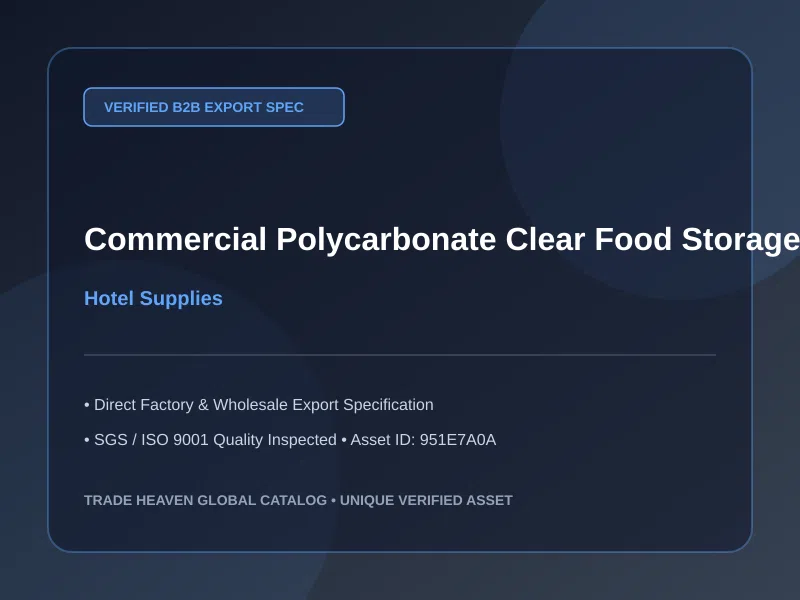 VERIFIED B2B EXPORT SPEC
Commercial Polycarbonate Clear Food Storage
Hotel Supplies
• Direct Factory & Wholesale Export Specification
• SGS / ISO 9001 Quality Inspected • Asset ID: 951E7A0A
TRADE HEAVEN GLOBAL CATALOG • UNIQUE VERIFIED ASSET